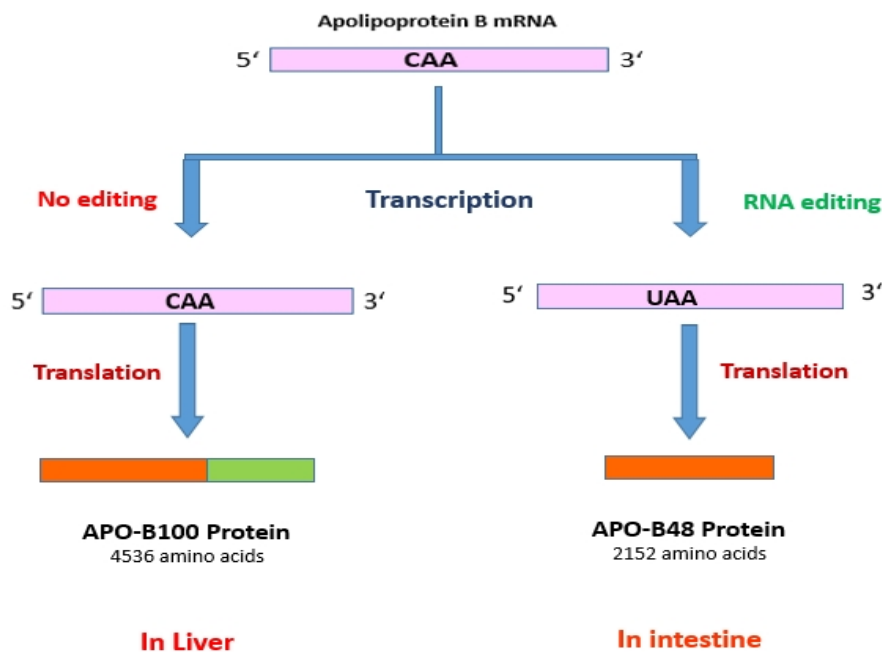 Apolipoprotein B mRNA
5‘ CAA 3‘
No editing Transcription RNA editing
5‘ CAA 3‘ 5‘ UAA 3‘
Translation Translation
APO-B100 Protein APO-B48 Protein
4536 amino acids 2152 amino acids
In Liver In intestine